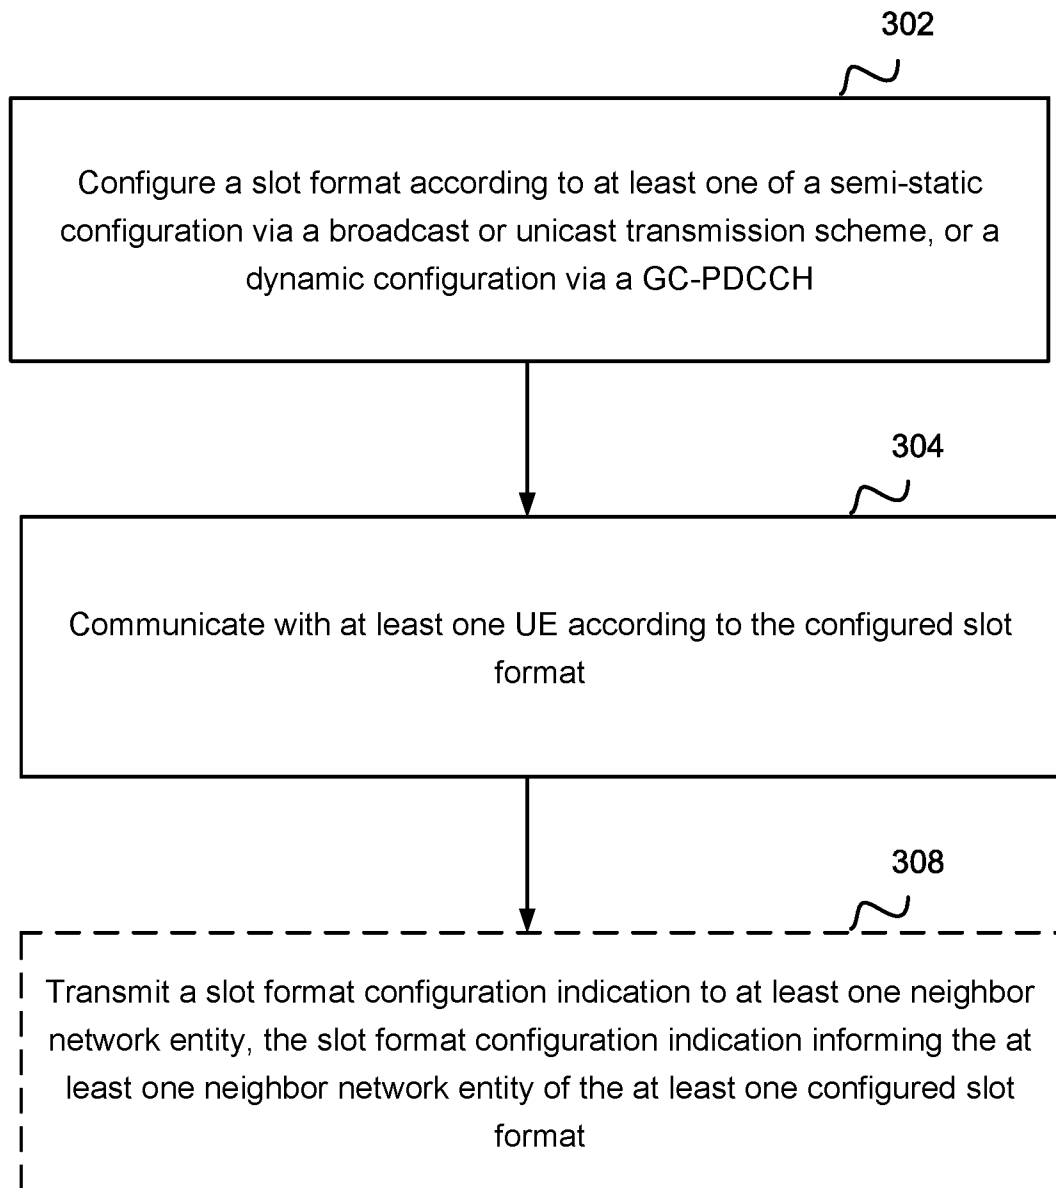 302
Configure a slot format according to at least one of a semi-static
configuration via a broadcast or unicast transmission scheme, or a
dynamic configuration via a GC-PDCCH
304
Communicate with at least one UE according to the configured slot
format
308
Transmit a slot format configuration indication to at least one neighbor
network entity, the slot format configuration indication informing the at
least one neighbor network entity of the at least one configured slot
format